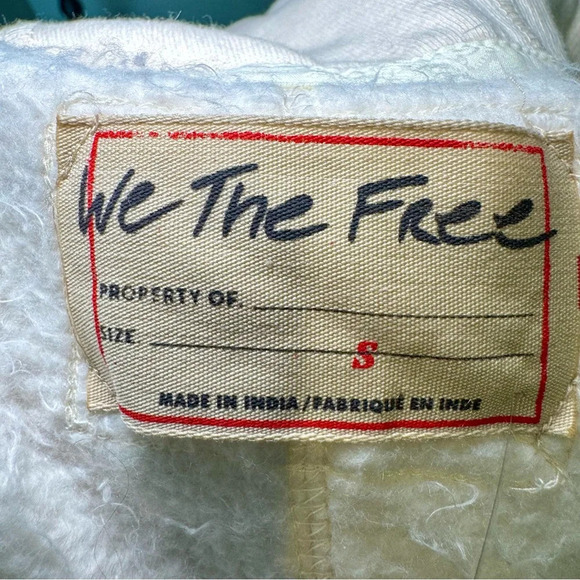 We The Free
PROPERTY OF.
SIZE
S
MADE IN INDIA/FABRIQUÉ EN INDE